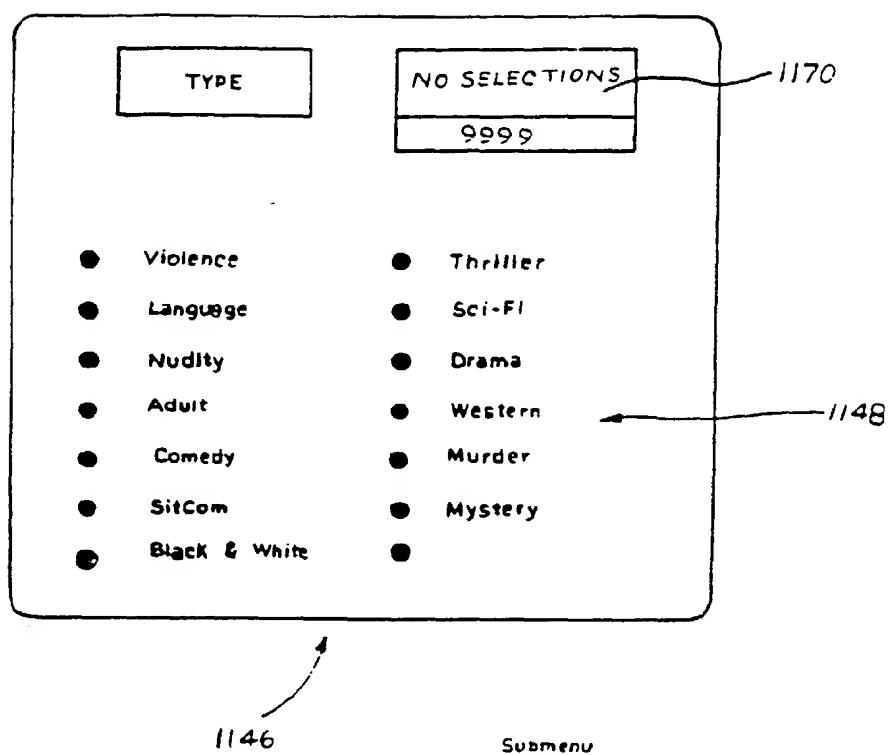 TYPE
NO SELECTIONS
9999
1170
Violence
Language
Nudity
Adult
Comedy
SitCom
Black & White
Thriller
Sci-Fi
Drama
Western
Murder
Mystery
1148
1146
Submenu